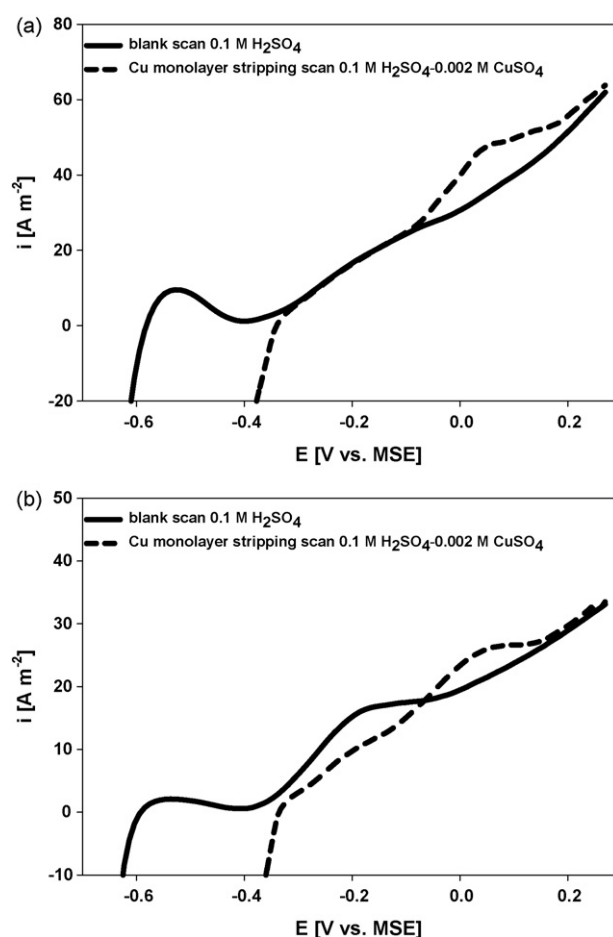 (a)
80
60
40
20
0
-20
blank scan 0.1 M H₂SO₄
Cu monolayer stripping scan 0.1 M H₂SO₄-0.002 M CuSO₄
i [A m⁻²]
-0.6 -0.4 -0.2 0.0 0.2
E [V vs. MSE]
(b)
50
40
30
20
10
0
-10
blank scan 0.1 M H₂SO₄
Cu monolayer stripping scan 0.1 M H₂SO₄-0.002 M CuSO₄
i [A m⁻²]
-0.6 -0.4 -0.2 0.0 0.2
E [V vs. MSE]